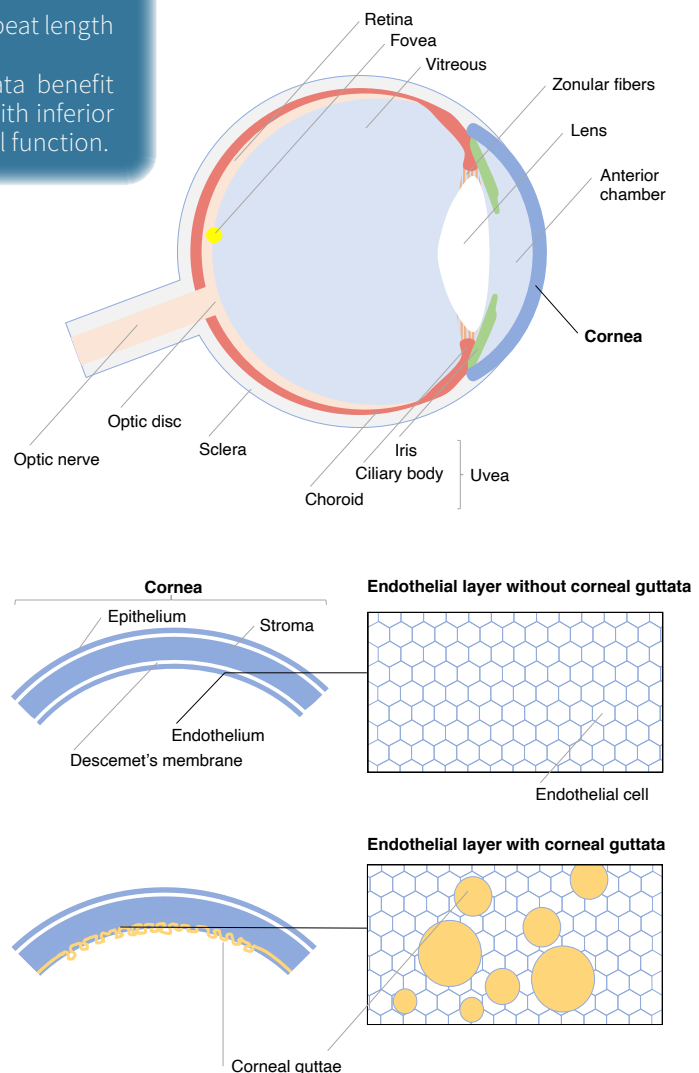 peat length
ata benefit
ith inferior
l function.
Retina
Fovea
Vitreous
Zonular fibers
Lens
Anterior
chamber
Cornea
Optic disc
Optic nerve
Sclera
Iris
Ciliary body
Uvea
Choroid
Cornea
Epithelium
Stroma
Endothelium
Descemet's membrane
Endothelial layer without corneal guttata
Endothelial cell
Endothelial layer with corneal guttata
Corneal guttae